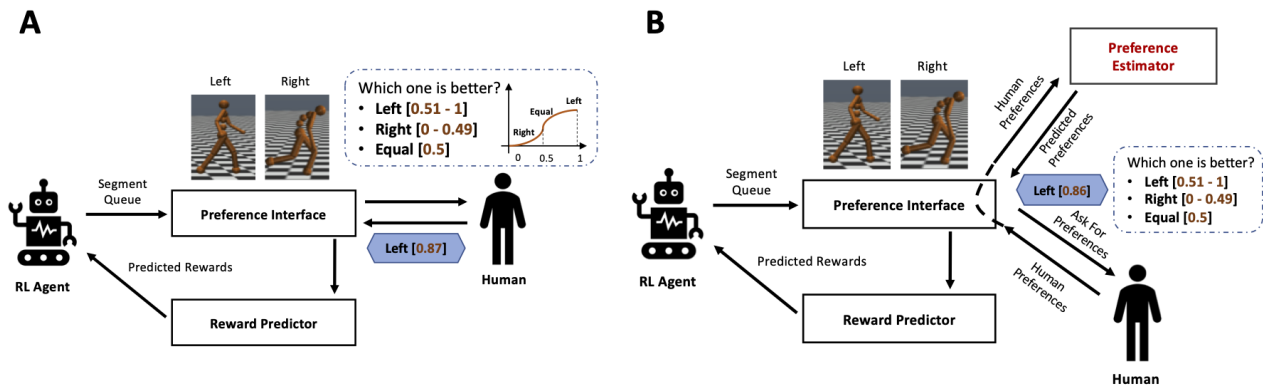 A
Left
Right
Which one is better?
• Left [0.51 - 1]
• Right [0 - 0.49]
• Equal [0.5]
Left
Equal
Right
0
0.5
1
Segment
Queue
Preference Interface
Left [0.87]
Predicted Rewards
RL Agent
Human
Reward Predictor
B
Preference
Estimator
Left
Right
Human
Preferences
Predicted
Preferences
Which one is better?
• Left [0.51 - 1]
• Right [0 - 0.49]
• Equal [0.5]
Left [0.86]
Segment
Queue
Preference Interface
Ask For
Preferences
Human
Preferences
Predicted Rewards
RL Agent
Reward Predictor
Human